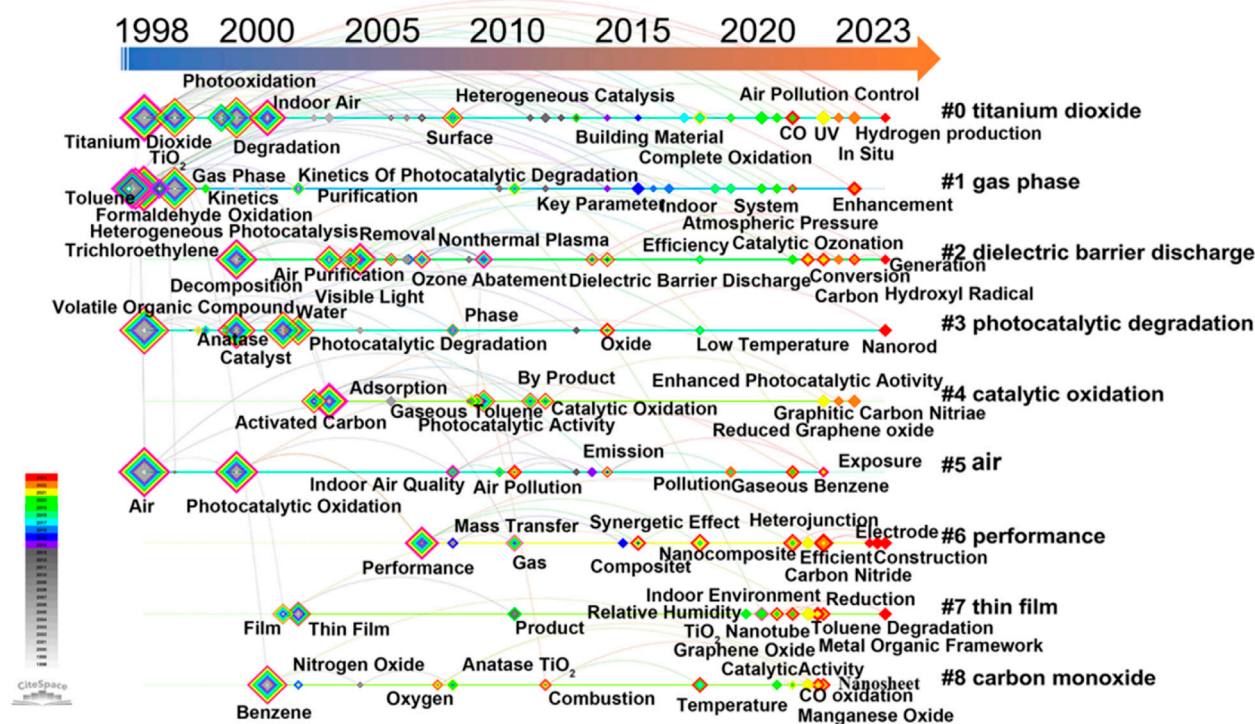 1998 2000 2005 2010 2015 2020 2023
Photooxidation
Indoor Air
Heterogeneous Catalysis
Air Pollution Control
#0 titanium dioxide
Titanium Dioxide
TiO2
Degradation
Surface
Building Material
CO UV
Hydrogen production
In Situ
Complete Oxidation
Gas Phase
Kinetics Of Photocatalytic Degradation
#1 gas phase
Toluene
Kinetics
Purification
Key Parameter
Indoor
System
Enhancement
Formaldehyde Oxidation
Atmospheric Pressure
Heterogeneous Photocatalysis
Removal
Nonthermal Plasma
Efficiency
Catalytic Ozonation
#2 dielectric barrier discharge
Trichloroethylene
Generation
Decomposition
Air Purification
Ozone Abatement
Dielectric Barrier Discharge
Conversion
Visible Light
Carbon
Hydroxyl Radical
Volatile Organic Compound
Water
Phase
#3 photocatalytic degradation
Anatase
Catalyst
Photocatalytic Degradation
Oxide
Low Temperature
Nanorod
Adsorption
By Product
Enhanced Photocatalytic Aotivity
#4 catalytic oxidation
Activated Carbon
Gaseous Toluene
Catalytic Oxidation
Graphitic Carbon Nitriae
Photocatalytic Activity
Reduced Graphene oxide
Emission
Exposure
#5 air
Air
Photocatalytic Oxidation
Indoor Air Quality
Air Pollution
Pollution
Gaseous Benzene
Mass Transfer
Synergetic Effect
Heterojunction
Electrode
#6 performance
Performance
Gas
Compositet
Nanocomposite
Efficient
Construction
Carbon Nitride
Indoor Environment
Reduction
#7 thin film
Relative Humidity
Film
Thin Film
Product
TiO2 Nanotube
Toluene Degradation
Graphene Oxide
Metal Organic Framework
Nitrogen Oxide
Anatase TiO2
CatalyticActivity
Nanosheet
#8 carbon monoxide
Benzene
Oxygen
Combustion
Temperature
CO oxidation
Manganese Oxide
CiteSpace